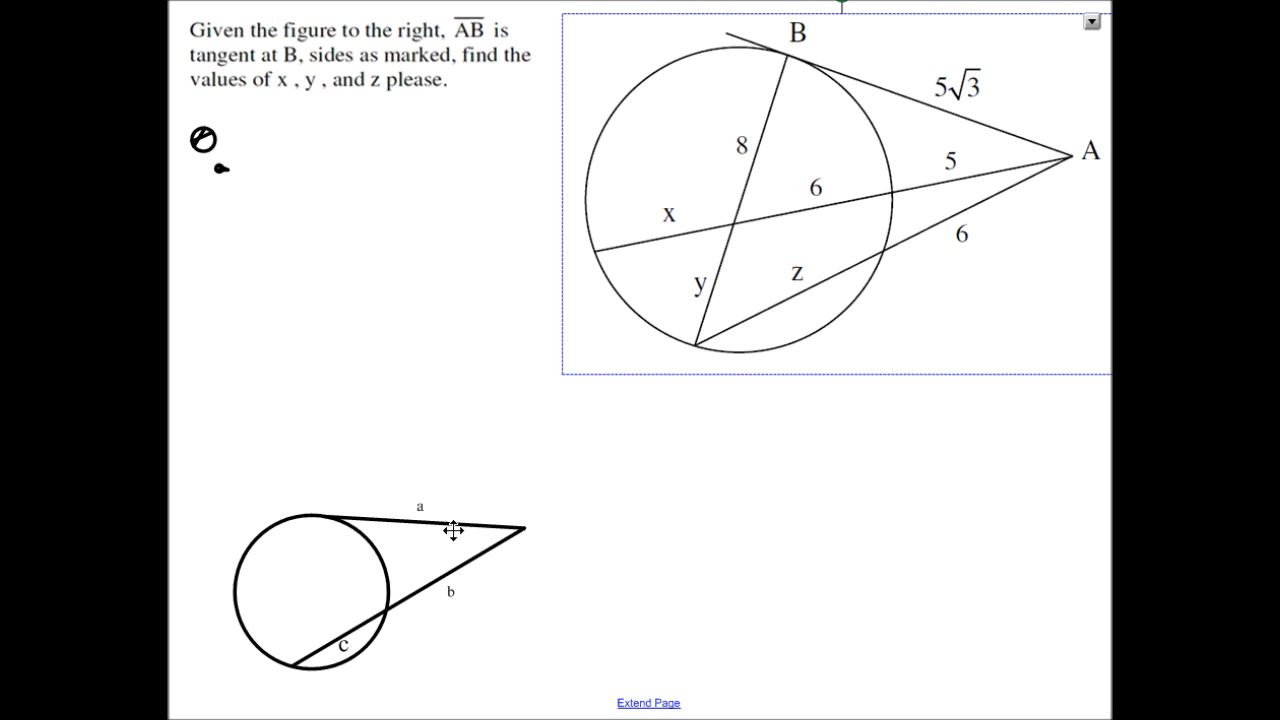 Given the figure to the right, AB is
tangent at B, sides as marked, find the
values of x , y , and z please.
B
5√3
A
8
5
6
x
6
z
y
a
b
c
Extend Page